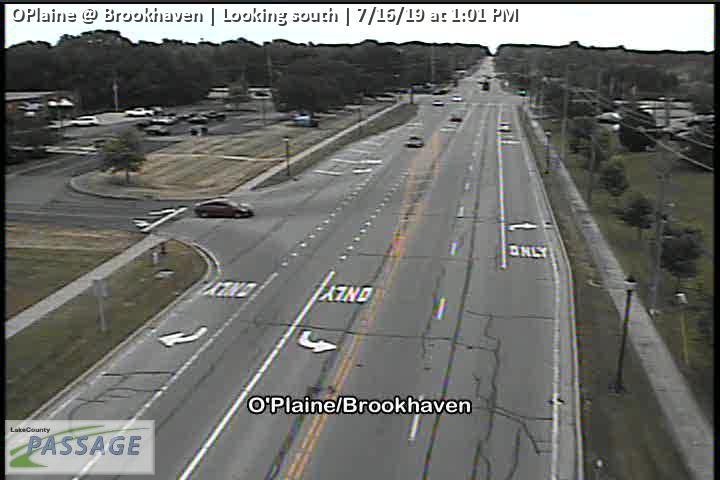 OPlaine @ Brookhaven | Looking south | 7/16/19 at 1:01 PM
ONLY
ONLY
ONLY
O'Plaine/Brookhaven
LakeCounty
PASSAGE